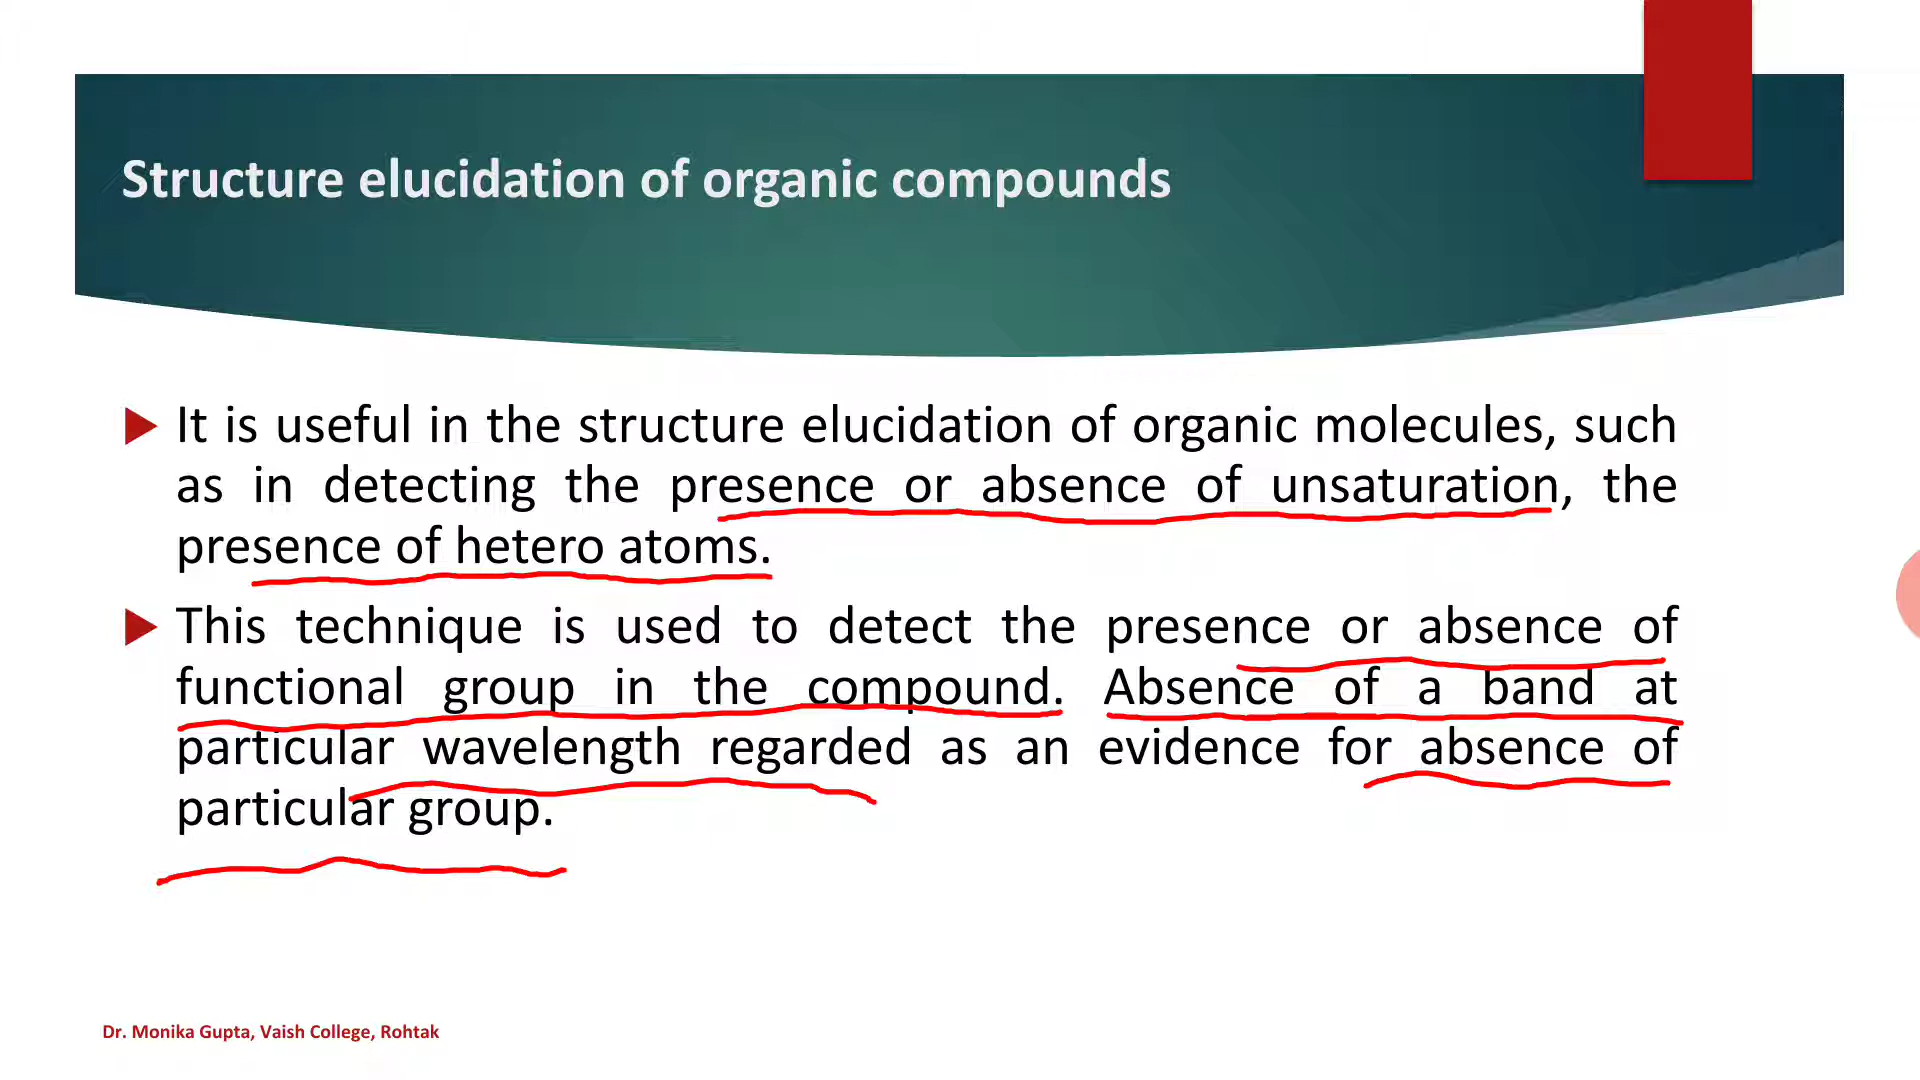 Structure elucidation of organic compounds
It is useful in the structure elucidation of organic molecules, such
as in detecting the presence or absence of unsaturation, the
presence of hetero atoms.
This technique is used to detect the presence or absence of
functional group in the compound. Absence of a band at
particular wavelength regarded as an evidence for absence of
particular group.
Dr. Monika Gupta, Vaish College, Rohtak